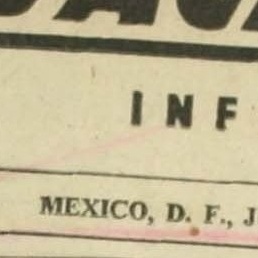 INF
MEXICO, D. F., J